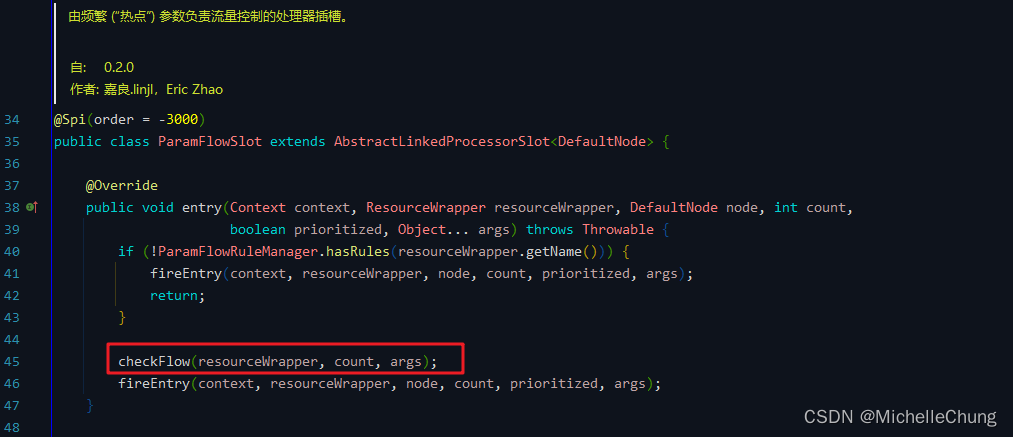 由频繁 (“热点”) 参数负责流量控制的处理器插槽。
自: 0.2.0
作者: 嘉良.linjl，Eric Zhao
34 @Spi(order = -3000)
35 public class ParamFlowSlot extends AbstractLinkedProcessorSlot<DefaultNode> {
36
37 @Override
38 public void entry(Context context, ResourceWrapper resourceWrapper, DefaultNode node, int count,
39 boolean prioritized, Object... args) throws Throwable {
40 if (!ParamFlowRuleManager.hasRules(resourceWrapper.getName())) {
41 fireEntry(context, resourceWrapper, node, count, prioritized, args);
42 return;
43 }
44
45 checkFlow(resourceWrapper, count, args);
46 fireEntry(context, resourceWrapper, node, count, prioritized, args);
47 }
48
CSDN @MichelleChung